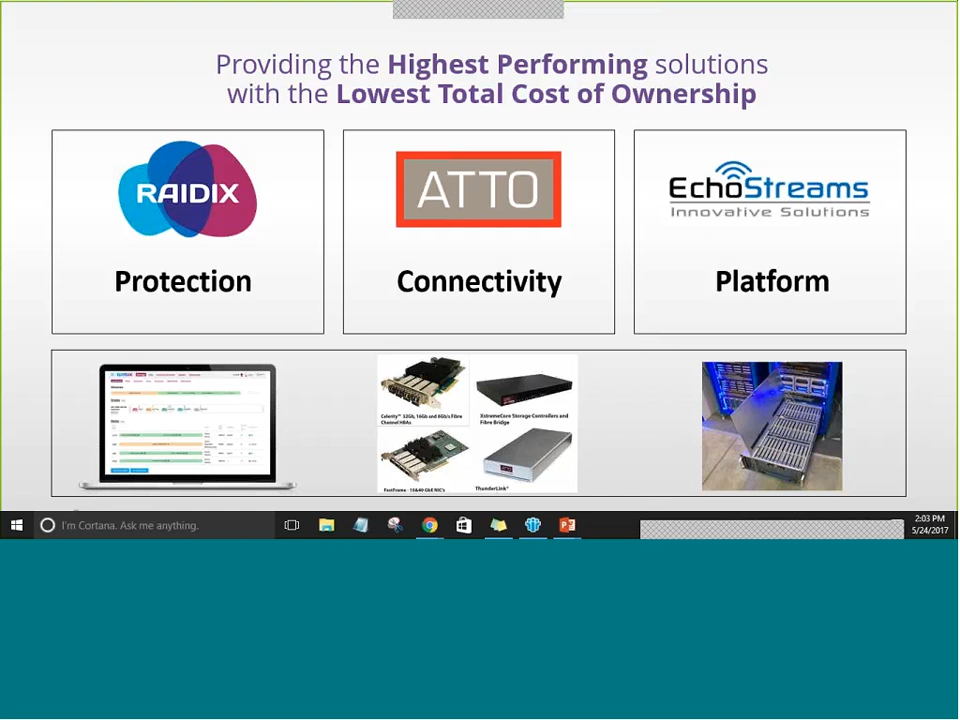 Providing the Highest Performing solutions
with the Lowest Total Cost of Ownership
RAIDIX
ATTO
EchoStreams
Innovative Solutions
Protection
Connectivity
Platform
Celerity™ 32Gb, 16Gb and 8Gb/s Fibre
Channel HBAs
XstremeCore Storage Controllers and
Fibre Bridge
FastFrame - 10&40 GbE NIC's
ThunderLink®
I'm Cortana. Ask me anything.
2:03 PM
5/24/2017